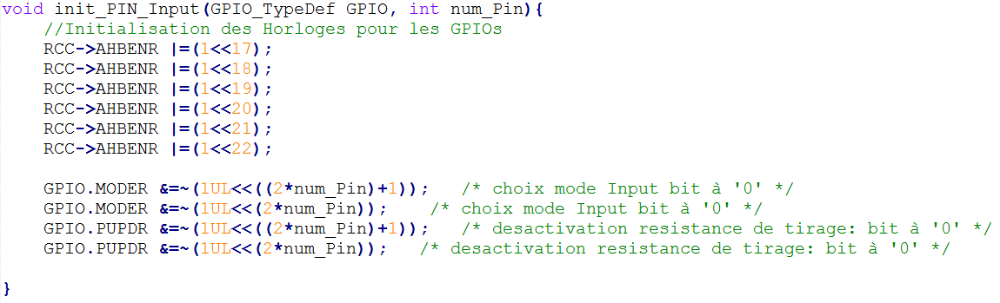 void init_PIN_Input(GPIO_TypeDef GPIO, int num_Pin){
//Initialisation des Horloges pour les GPIOs
RCC->AHBENR |=(1<<17);
RCC->AHBENR |=(1<<18);
RCC->AHBENR |=(1<<19);
RCC->AHBENR |=(1<<20);
RCC->AHBENR |=(1<<21);
RCC->AHBENR |=(1<<22);
GPIO.MODER &=~(1UL<<((2*num_Pin)+1)); /* choix mode Input bit à '0' */
GPIO.MODER &=~(1UL<<(2*num_Pin)); /* choix mode Input bit à '0' */
GPIO.PUPDR &=~(1UL<<((2*num_Pin)+1)); /* desactivation resistance de tirage: bit à '0' */
GPIO.PUPDR &=~(1UL<<(2*num_Pin)); /* desactivation resistance de tirage: bit à '0' */
}